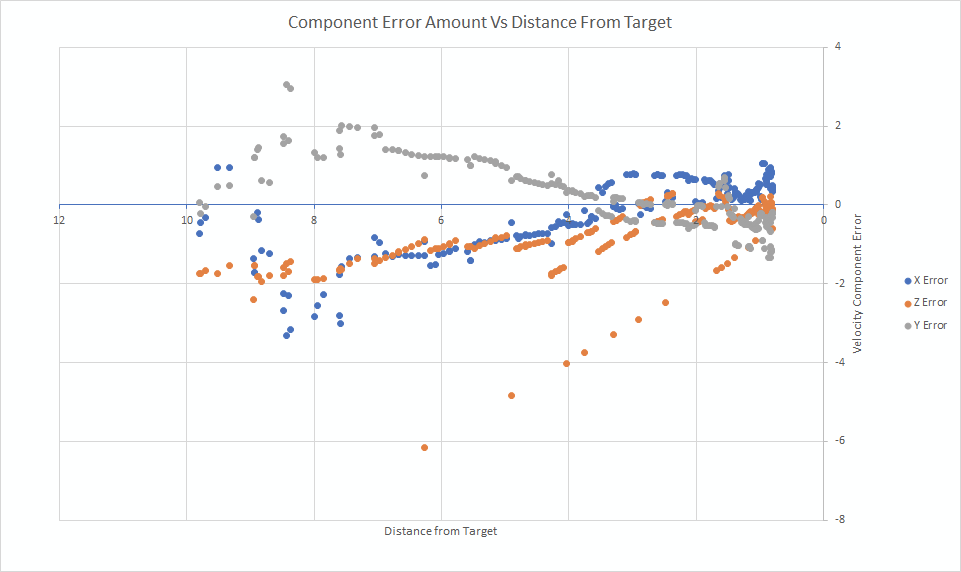 Component Error Amount Vs Distance From Target
4
2
0
12 10 8 6 4 2 0
-2
-4
-6
-8
Velocity Component Error
X Error
Z Error
Y Error
Distance from Target